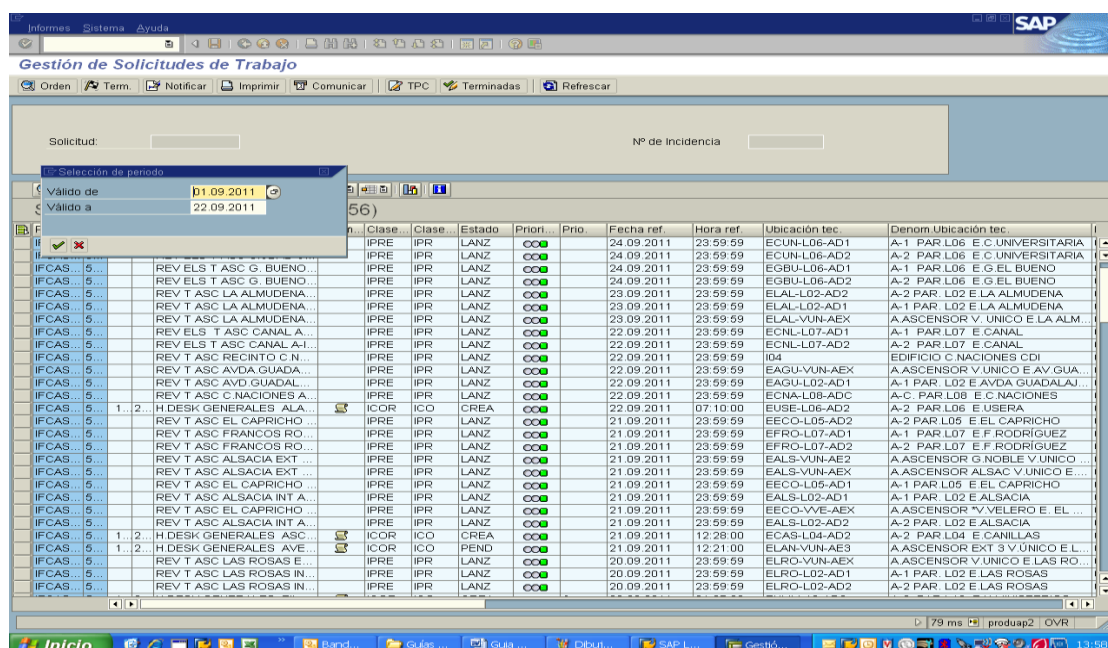 Informes Sistema Ayuda
SAP
Gestión de Solicitudes de Trabajo
Orden Term. Notificar Imprimir Comunicar TPC Terminadas Refrescar
Solicitud: Nº de Incidencia
Selección de periodo
Válido de 01.09.2011
Válido a 22.09.2011
56)
Clase... Clase... Estado Priori... Prio. Fecha ref. Hora ref. Ubicación tec. Denom.Ubicación tec.
IPRE IPR LANZ 24.09.2011 23:59:59 ECUN-L06-AD1 A-1 PAR.L06 E.C.UNIVERSITARIA
IPRE IPR LANZ 24.09.2011 23:59:59 ECUN-L06-AD2 A-2 PAR.L06 E.C.UNIVERSITARIA
IFCAS... 5... REV ELS T ASC G. BUENO... IPRE IPR LANZ 24.09.2011 23:59:59 EGBU-L06-AD1 A-1 PAR.L06 E.G.EL BUENO
IFCAS... 5... REV ELS T ASC G. BUENO... IPRE IPR LANZ 24.09.2011 23:59:59 EGBU-L06-AD2 A-2 PAR.L06 E.G.EL BUENO
IFCAS... 5... REV T ASC LA ALMUDENA... IPRE IPR LANZ 23.09.2011 23:59:59 ELAL-L02-AD2 A-2 PAR. L02 E.LA ALMUDENA
IFCAS... 5... REV T ASC LA ALMUDENA... IPRE IPR LANZ 23.09.2011 23:59:59 ELAL-L02-AD1 A-1 PAR. L02 E.LA ALMUDENA
IFCAS... 5... REV T ASC LA ALMUDENA... IPRE IPR LANZ 23.09.2011 23:59:59 ELAL-VUN-AEX A.ASCENSOR V. UNICO E.LA ALM...
IFCAS... 5... REV ELS T ASC CANAL A... IPRE IPR LANZ 22.09.2011 23:59:59 ECNL-L07-AD1 A-1 PAR.L07 E.CANAL
IFCAS... 5... REV ELS T ASC CANAL A-I... IPRE IPR LANZ 22.09.2011 23:59:59 ECNL-L07-AD2 A-2 PAR.L07 E.CANAL
IFCAS... 5... REV T ASC RECINTO C.N... IPRE IPR LANZ 22.09.2011 23:59:59 I04 EDIFICIO C.NACIONES CDI
IFCAS... 5... REV T ASC AVDA.GUADA... IPRE IPR LANZ 22.09.2011 23:59:59 EAGU-VUN-AEX A.ASCENSOR V.UNICO E.AV.GUA...
IFCAS... 5... REV T ASC AVD.GUADAL... IPRE IPR LANZ 22.09.2011 23:59:59 EAGU-L02-AD1 A-1 PAR. L02 E.AVDA GUADALAJ...
IFCAS... 5... REV T ASC C.NACIONES A... IPRE IPR LANZ 22.09.2011 23:59:59 ECNA-L08-ADC A-C. PAR.L08 E.C.NACIONES
IFCAS... 5... 1... 2... H.DESK GENERALES ALA... ICOR ICO CREA 22.09.2011 07:10:00 EUSE-L06-AD2 A-2 PAR.L06 E.USERA
IFCAS... 5... REV T ASC EL CAPRICHO ... IPRE IPR LANZ 21.09.2011 23:59:59 EECO-L05-AD2 A-2 PAR.L05 E.EL CAPRICHO
IFCAS... 5... REV T ASC FRANCOS RO... IPRE IPR LANZ 21.09.2011 23:59:59 EFRO-L07-AD1 A-1 PAR.L07 E.F.RODRÍGUEZ
IFCAS... 5... REV T ASC FRANCOS RO... IPRE IPR LANZ 21.09.2011 23:59:59 EFRO-L07-AD2 A-2 PAR.L07 E.F.RODRÍGUEZ
IFCAS... 5... REV T ASC ALSACIA EXT ... IPRE IPR LANZ 21.09.2011 23:59:59 EALS-VUN-AE2 A.ASCENSOR G.NOBLE V.UNICO ...
IFCAS... 5... REV T ASC ALSACIA EXT ... IPRE IPR LANZ 21.09.2011 23:59:59 EALS-VUN-AEX A.ASCENSOR ALSAC V.UNICO E....
IFCAS... 5... REV T ASC EL CAPRICHO ... IPRE IPR LANZ 21.09.2011 23:59:59 EECO-L05-AD1 A-1 PAR.L05 E.EL CAPRICHO
IFCAS... 5... REV T ASC ALSACIA INT A... IPRE IPR LANZ 21.09.2011 23:59:59 EALS-L02-AD1 A-1 PAR. L02 E.ALSACIA
IFCAS... 5... REV T ASC EL CAPRICHO ... IPRE IPR LANZ 21.09.2011 23:59:59 EECO-VVE-AEX A.ASCENSOR "V.VELERO E. EL ...
IFCAS... 5... REV T ASC ALSACIA INT A... IPRE IPR LANZ 21.09.2011 23:59:59 EALS-L02-AD2 A-2 PAR. L02 E.ALSACIA
IFCAS... 5... 1... 2... H.DESK GENERALES ASC... ICOR ICO CREA 21.09.2011 12:28:00 ECAS-L04-AD2 A-2 PAR.L04 E.CANILLAS
IFCAS... 5... 1... 2... H.DESK GENERALES AVE... ICOR ICO PEND 21.09.2011 12:21:00 ELAN-VUN-AE3 A.ASCENSOR EXT 3 V.ÚNICO E.L...
IFCAS... 5... REV T ASC LAS ROSAS E... IPRE IPR LANZ 20.09.2011 23:59:59 ELRO-VUN-AEX A.ASCENSOR V.UNICO E.LAS RO...
IFCAS... 5... REV T ASC LAS ROSAS IN... IPRE IPR LANZ 20.09.2011 23:59:59 ELRO-L02-AD1 A-1 PAR. L02 E.LAS ROSAS
IFCAS... 5... REV T ASC LAS ROSAS IN... IPRE IPR LANZ 20.09.2011 23:59:59 ELRO-L02-AD2 A-2 PAR. L02 E.LAS ROSAS
79 ms produap2 OVR
Inicio Band... Guías ... Guia ... Dibut... SAP L... Gestió... 13:58